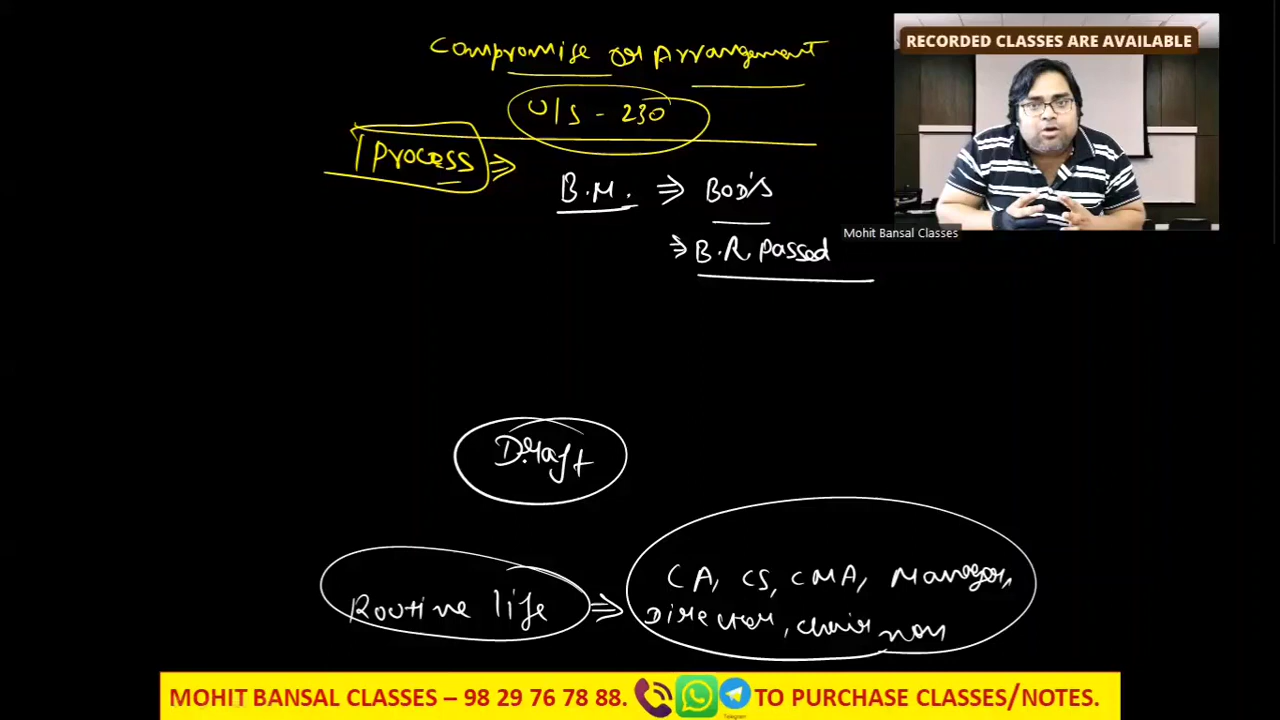 Compromise or Arrangement
RECORDED CLASSES ARE AVAILABLE
U/S - 230
Process ⇒
B.M. ⇒ BOD's
Mohit Bansal Classes
⇒ B.R. passed
Draft
Routine life ⇒
CA, CS, CMA, Manager,
Director, chairman
MOHIT BANSAL CLASSES – 98 29 76 78 88. TO PURCHASE CLASSES/NOTES.
Telegram